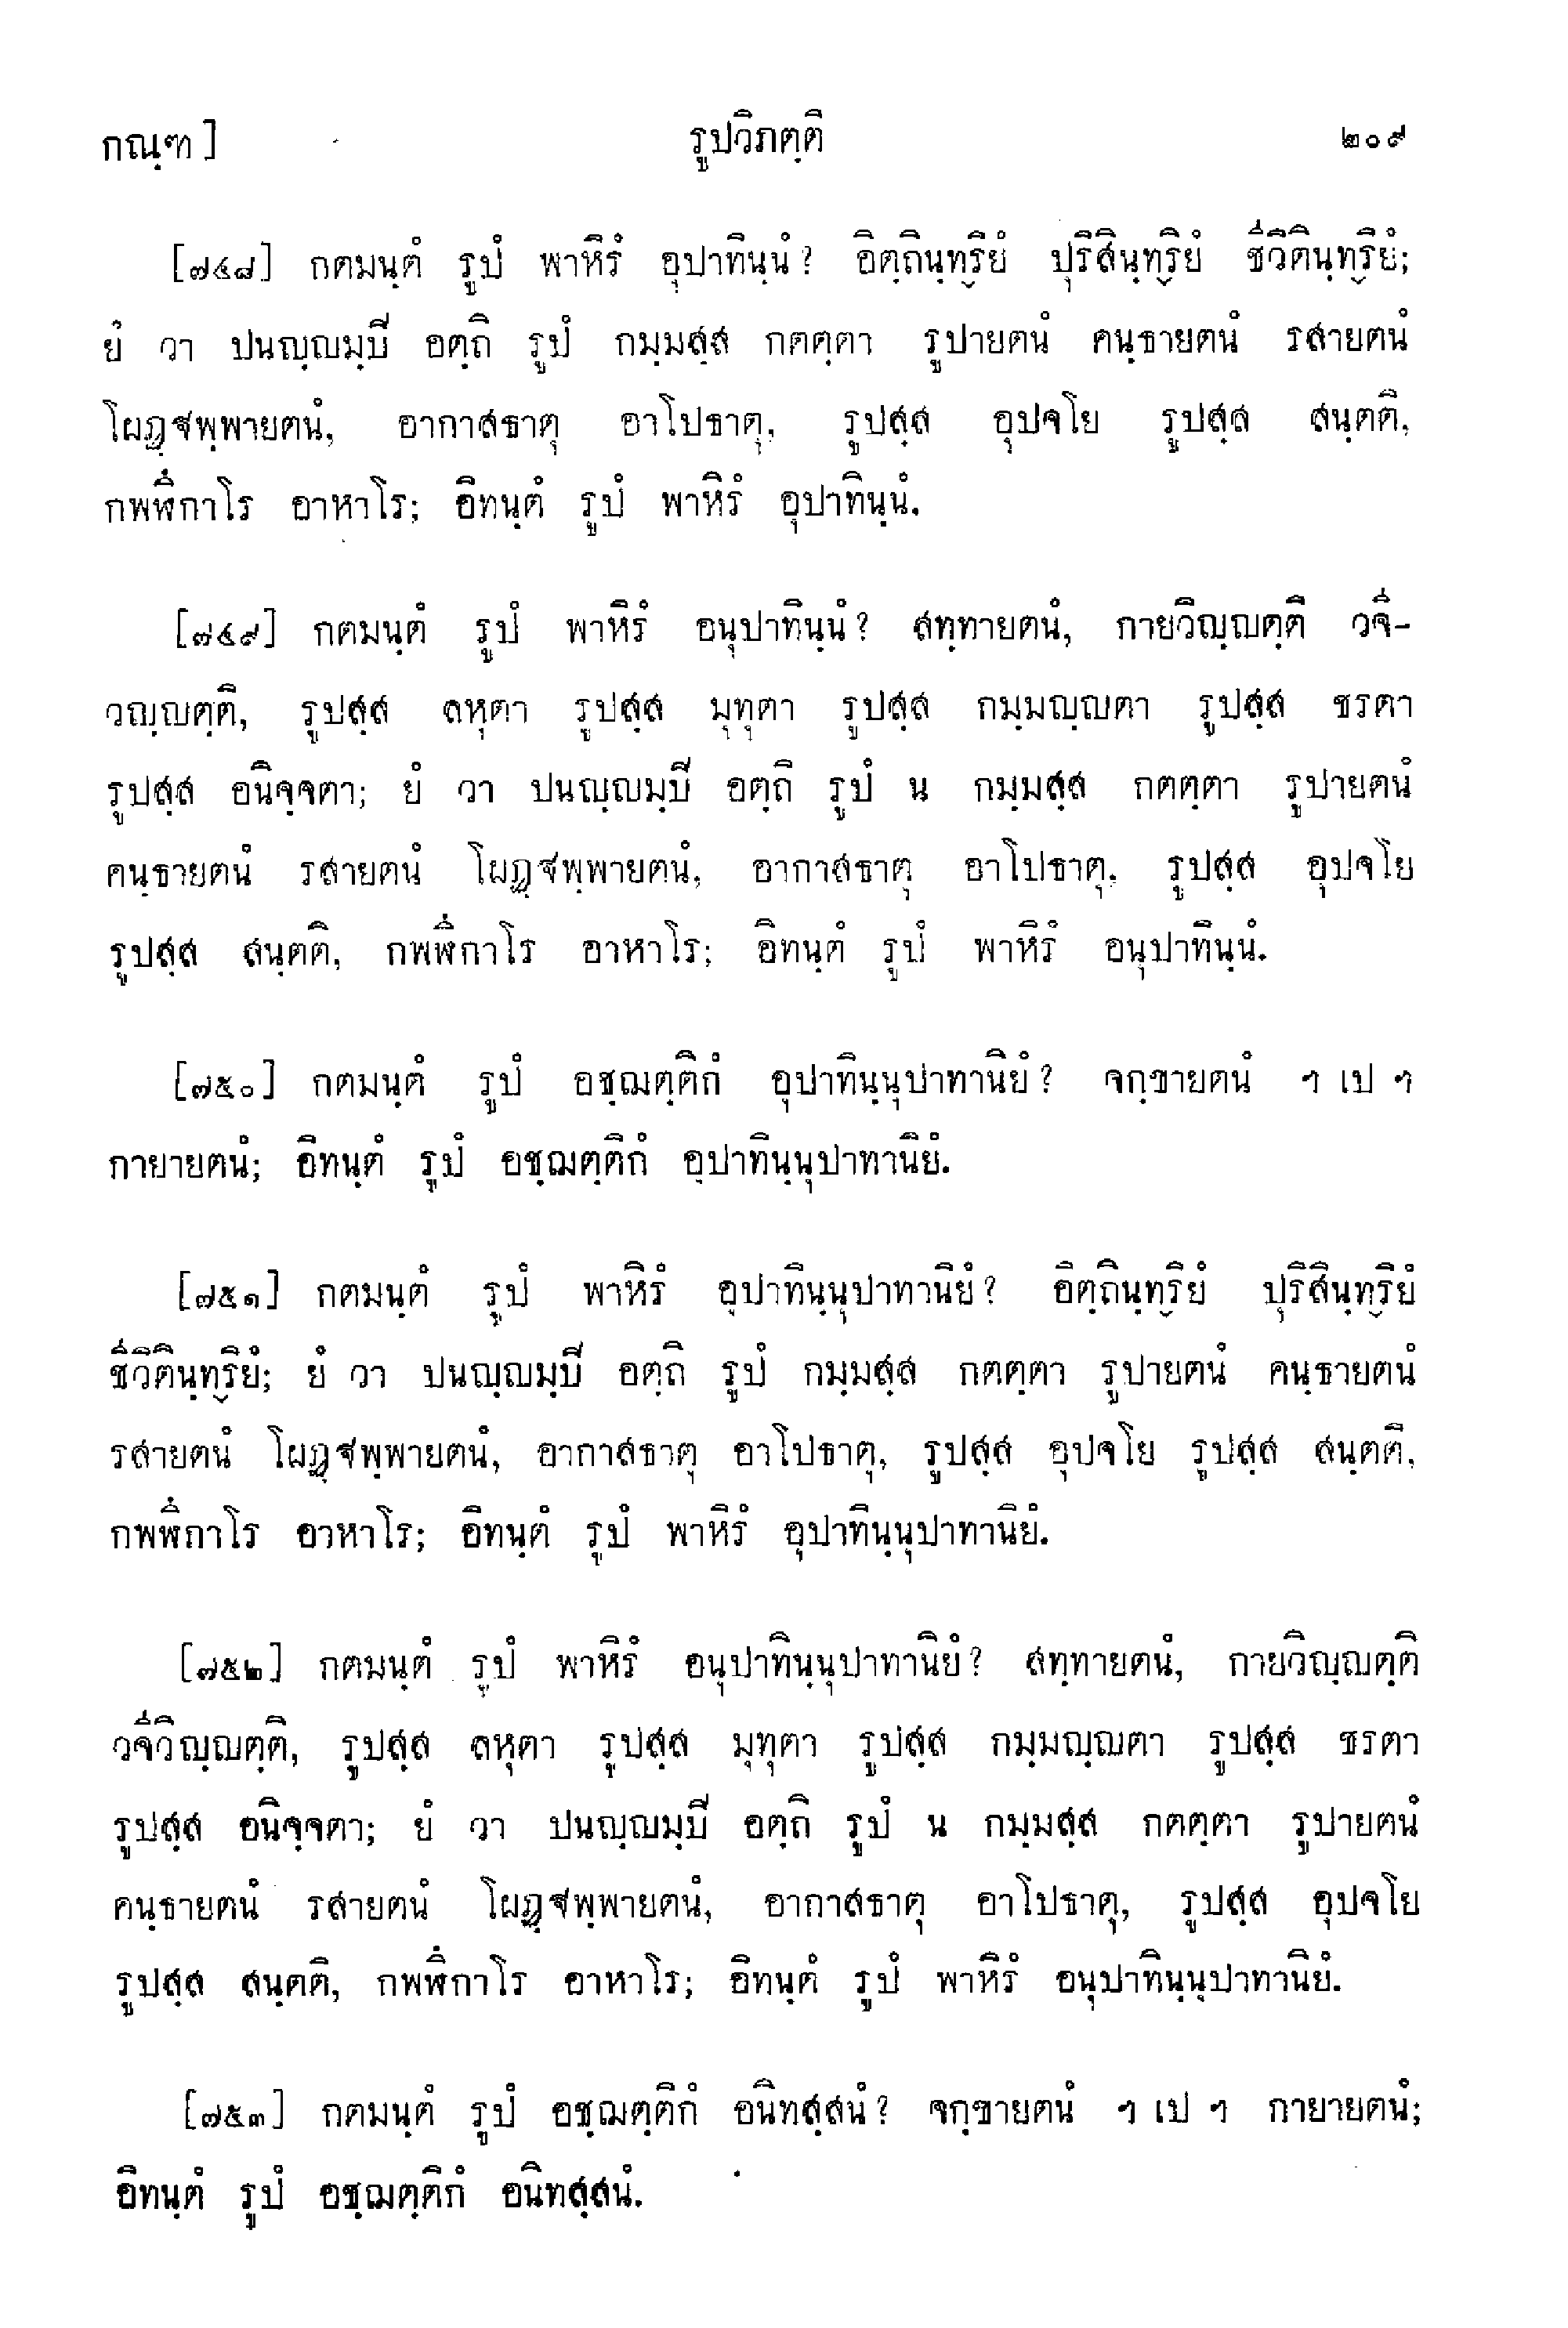 กณฺฑ] รูปวิภตฺติ ๒๐๙
[๗๔๘] กตมนฺตํ รูปํ พาหิรํ อุปาทินฺนํ? อิตฺถินฺทฺริยํ ปุริสินฺทฺริยํ ชีวิตินฺทฺริยํ;
ยํ วา ปนญฺญมฺปิ อตฺถิ รูปํ กมฺมสฺส กตตฺตา รูปายตนํ คนฺธายตนํ รสายตนํ
โผฏฺฐพฺพายตนํ, อากาสธาตุ อาโปธาตุ, รูปสฺส อุปจโย รูปสฺส สนฺตติ,
กพฬึกาโร อาหาโร; อิทนฺตํ รูปํ พาหิรํ อุปาทินฺนํ.
[๗๔๙] กตมนฺตํ รูปํ พาหิรํ อนุปาทินฺนํ? สทฺทายตนํ, กายวิญฺญตฺติ วจี-
วญฺญตฺติ, รูปสฺส ลหุตา รูปสฺส มุทุตา รูปสฺส กมฺมญฺญตา รูปสฺส ชรตา
รูปสฺส อนิจฺจตา; ยํ วา ปนญฺญมฺปิ อตฺถิ รูปํ น กมฺมสฺส กตตฺตา รูปายตนํ
คนฺธายตนํ รสายตนํ โผฏฺฐพฺพายตนํ, อากาสธาตุ อาโปธาตุ, รูปสฺส อุปจโย
รูปสฺส สนฺตติ, กพฬึกาโร อาหาโร; อิทนฺตํ รูปํ พาหิรํ อนุปาทินฺนํ.
[๗๕๐] กตมนฺตํ รูปํ อชฺฌตฺติกํ อุปาทินฺนุปาทานิยํ? จกฺขายตนํ ฯ เป ฯ
กายายตนํ; อิทนฺตํ รูปํ อชฺฌตฺติกํ อุปาทินฺนุปาทานิยํ.
[๗๕๑] กตมนฺตํ รูปํ พาหิรํ อุปาทินฺนุปาทานิยํ? อิตฺถินฺทฺริยํ ปุริสินฺทฺริยํ
ชีวิตินฺทฺริยํ; ยํ วา ปนญฺญมฺปิ อตฺถิ รูปํ กมฺมสฺส กตตฺตา รูปายตนํ คนฺธายตนํ
รสายตนํ โผฏฺฐพฺพายตนํ, อากาสธาตุ อาโปธาตุ, รูปสฺส อุปจโย รูปสฺส สนฺตติ,
กพฬึกาโร อาหาโร; อิทนฺตํ รูปํ พาหิรํ อุปาทินฺนุปาทานิยํ.
[๗๕๒] กตมนฺตํ รูปํ พาหิรํ อนุปาทินฺนุปาทานิยํ? สทฺทายตนํ, กายวิญฺญตฺติ
วจีวิญฺญตฺติ, รูปสฺส ลหุตา รูปสฺส มุทุตา รูปสฺส กมฺมญฺญตา รูปสฺส ชรตา
รูปสฺส อนิจฺจตา; ยํ วา ปนญฺญมฺปิ อตฺถิ รูปํ น กมฺมสฺส กตตฺตา รูปายตนํ
คนฺธายตนํ รสายตนํ โผฏฺฐพฺพายตนํ, อากาสธาตุ อาโปธาตุ, รูปสฺส อุปจโย
รูปสฺส สนฺตติ, กพฬึกาโร อาหาโร; อิทนฺตํ รูปํ พาหิรํ อนุปาทินฺนุปาทานิยํ.
[๗๕๓] กตมนฺตํ รูปํ อชฺฌตฺติกํ อนิทสฺสนํ? จกฺขายตนํ ฯ เป ฯ กายายตนํ;
อิทนฺตํ รูปํ อชฺฌตฺติกํ อนิทสฺสนํ.